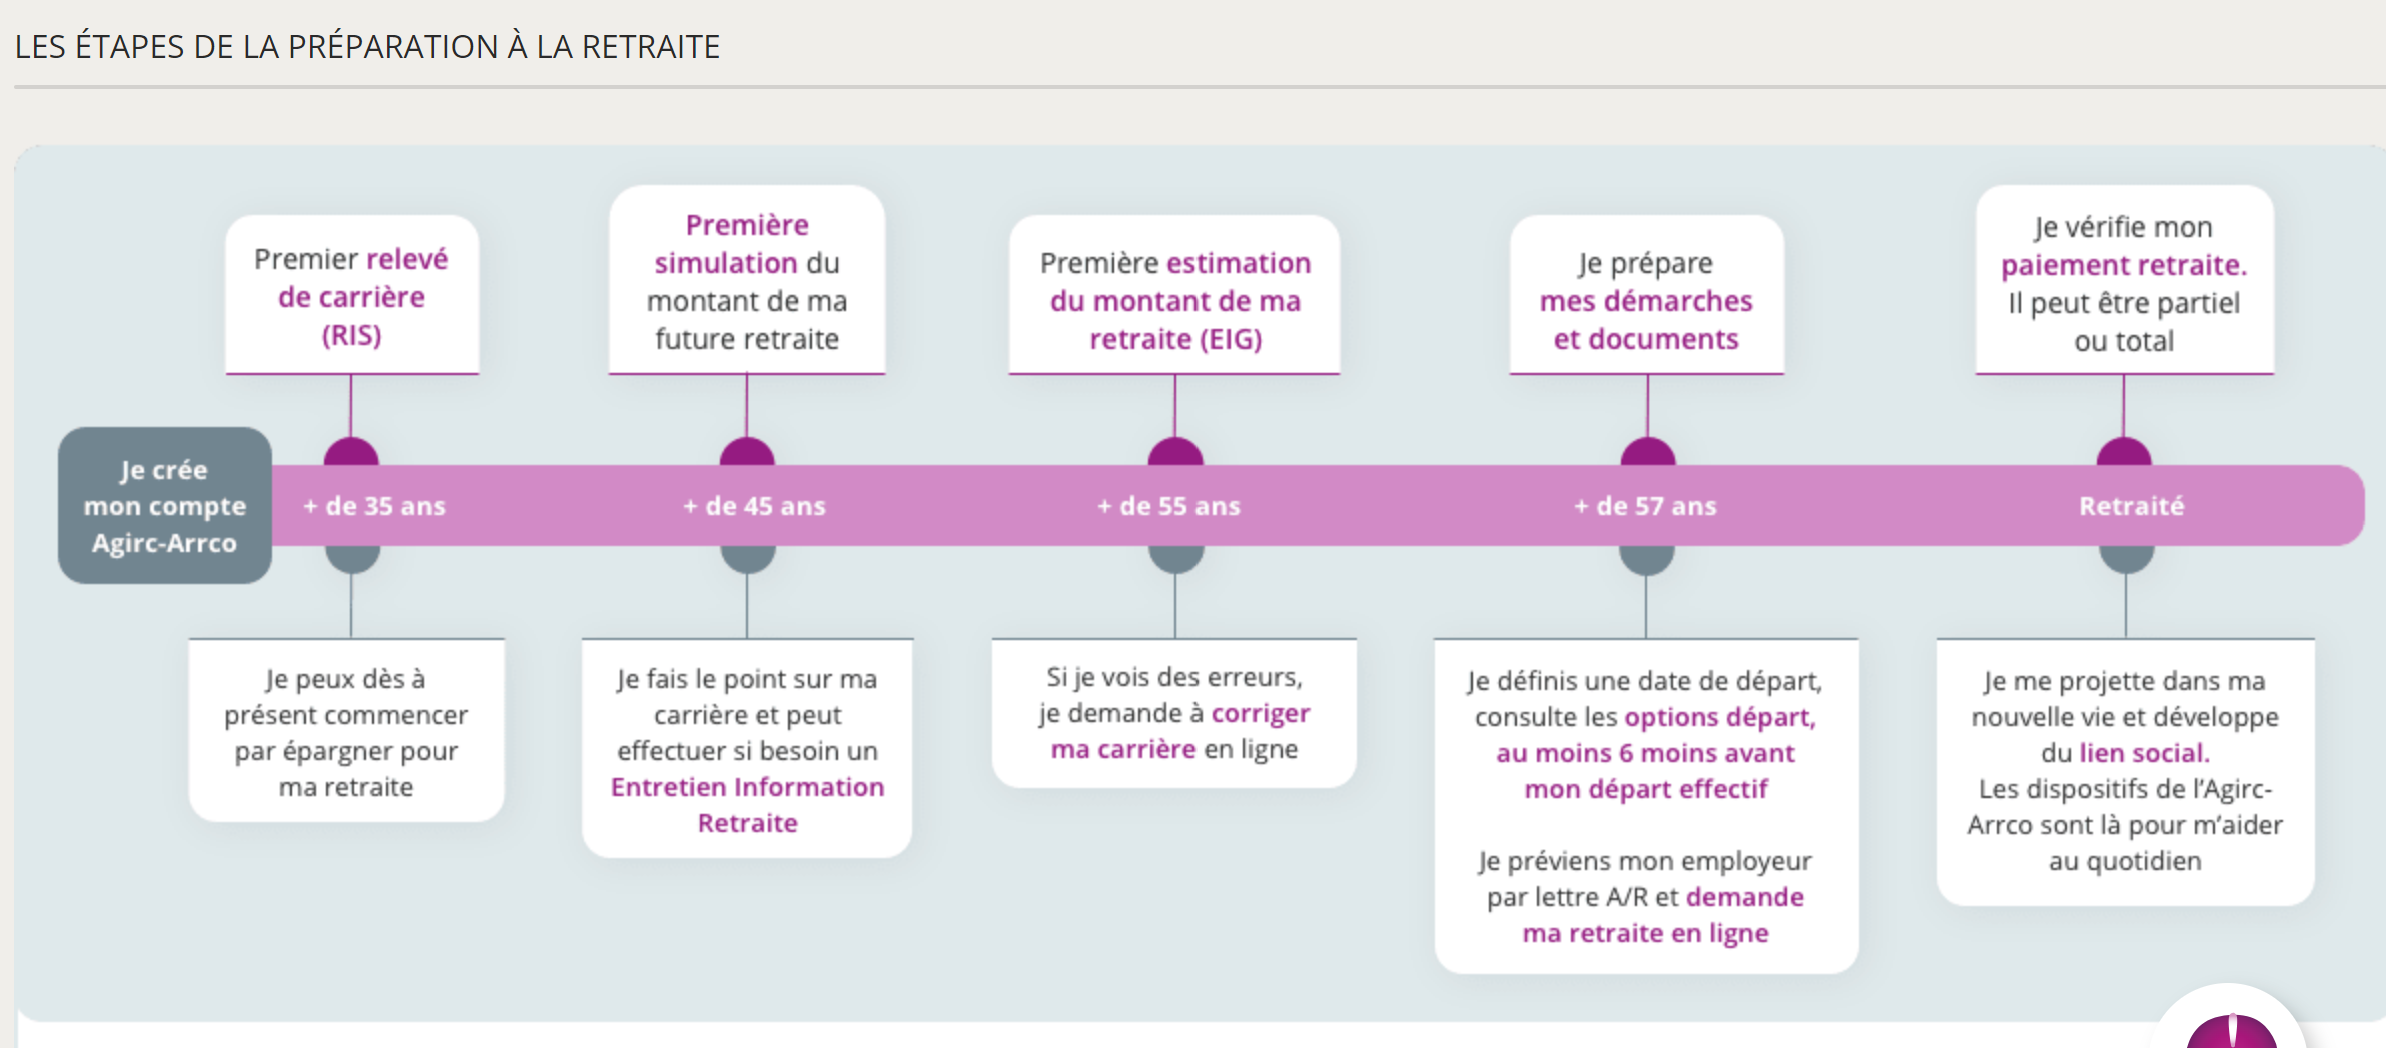 LES ÉTAPES DE LA PRÉPARATION À LA RETRAITE
Premier relevé
de carrière
(RIS)
Première
simulation du
montant de ma
future retraite
Première estimation
du montant de ma
retraite (EIG)
Je prépare
mes démarches
et documents
Je vérifie mon
paiement retraite.
Il peut être partiel
ou total
Je crée
mon compte
Agirc-Arrco
+ de 35 ans
+ de 45 ans
+ de 55 ans
+ de 57 ans
Retraité
Je peux dès à
présent commencer
par épargner pour
ma retraite
Je fais le point sur ma
carrière et peut
effectuer si besoin un
Entretien Information
Retraite
Si je vois des erreurs,
je demande à corriger
ma carrière en ligne
Je définis une date de départ,
consulte les options départ,
au moins 6 moins avant
mon départ effectif
Je préviens mon employeur
par lettre A/R et demande
ma retraite en ligne
Je me projette dans ma
nouvelle vie et développe
du lien social.
Les dispositifs de l’Agirc-
Arrco sont là pour m’aider
au quotidien